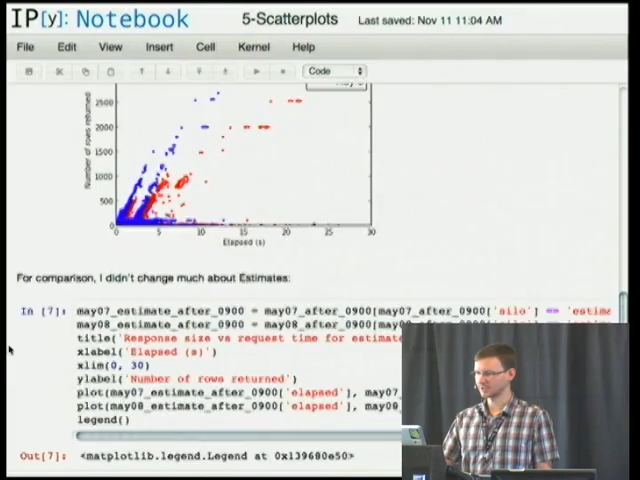 IP[y]: Notebook
5-Scatterplots
Last saved: Nov 11 11:04 AM
File Edit View Insert Cell Kernel Help
Code
2500
2000
1500
1000
500
0
Number of rows returned
0 5 10 15 20 25 30
Elapsed (s)
For comparison, I didn't change much about Estimates:
In [7]:
may07_estimate_after_0900 = may07_after_0900[may07_after_0900['silo'] == 'estima
may08_estimate_after_0900 = may08_after_0900[may08_after_0900[
title('Response size vs request time for estimate
xlabel('Elapsed (s)')
xlim(0, 30)
ylabel('Number of rows returned')
plot(may07_estimate_after_0900['elapsed'], may07
plot(may08_estimate_after_0900['elapsed'], may08
legend()
Out[7]: <matplotlib.legend.Legend at 0x139680e50>